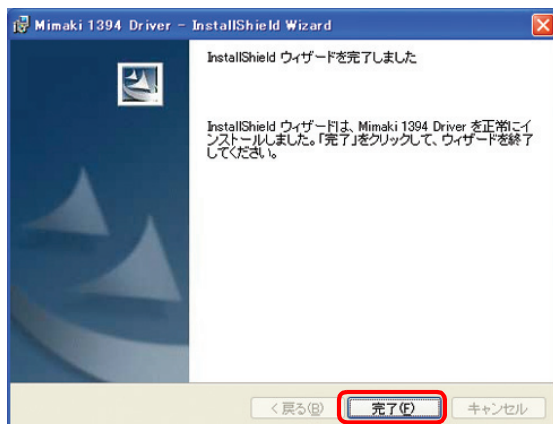 Mimaki 1394 Driver - InstallShield Wizard
InstallShield ウィザードを完了しました
InstallShield ウィザードは、Mimaki 1394 Driver を正常にイ
ンストールしました。「完了」をクリックして、ウィザードを終了
してください。
< 戻る(B)
完了(F)
キャンセル